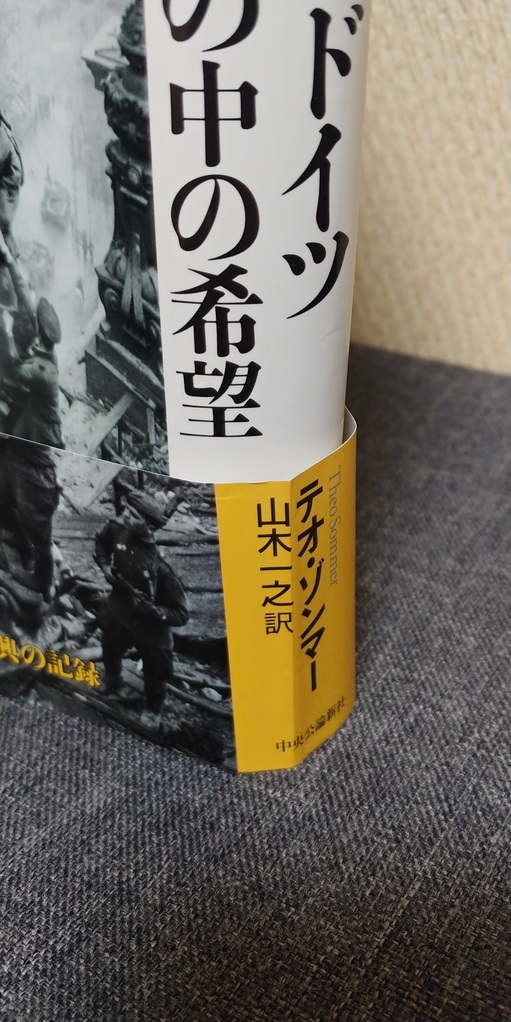 ドイツ
の中の希望
Theo Sommer
テオ・ゾンマー
山木一之訳
中央公論新社
興の記録